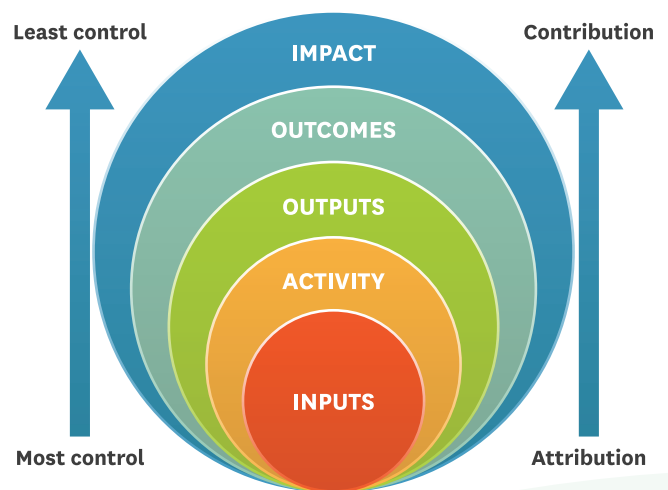 Least control
Contribution
IMPACT
OUTCOMES
OUTPUTS
ACTIVITY
INPUTS
Most control
Attribution